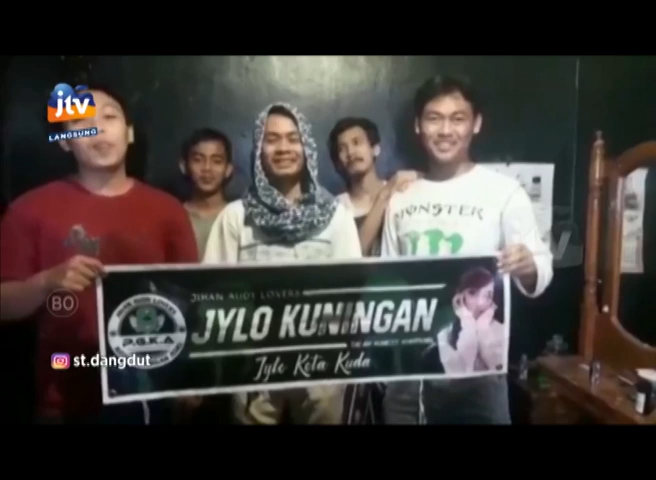 jtv
LANGSUNG
MONSTER
JIHAN AUDY LOVERS
JYLO KUNINGAN
Jylo Kota Kuda
P.G.K.A
BO
st.dangdut